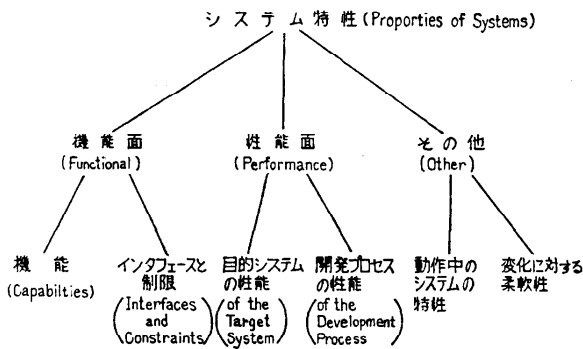 システム特性(Proporties of Systems)
機能面
(Functional)
性能面
(Performance)
その他
(Other)
機能
(Capabilties)
インタフェースと
制限
(Interfaces
and
Constraints)
目的システム
の性能
(of the
Target
System)
開発プロセス
の性能
(of the
Development
Process)
動作中の
システムの
特性
変化に対する
柔軟性